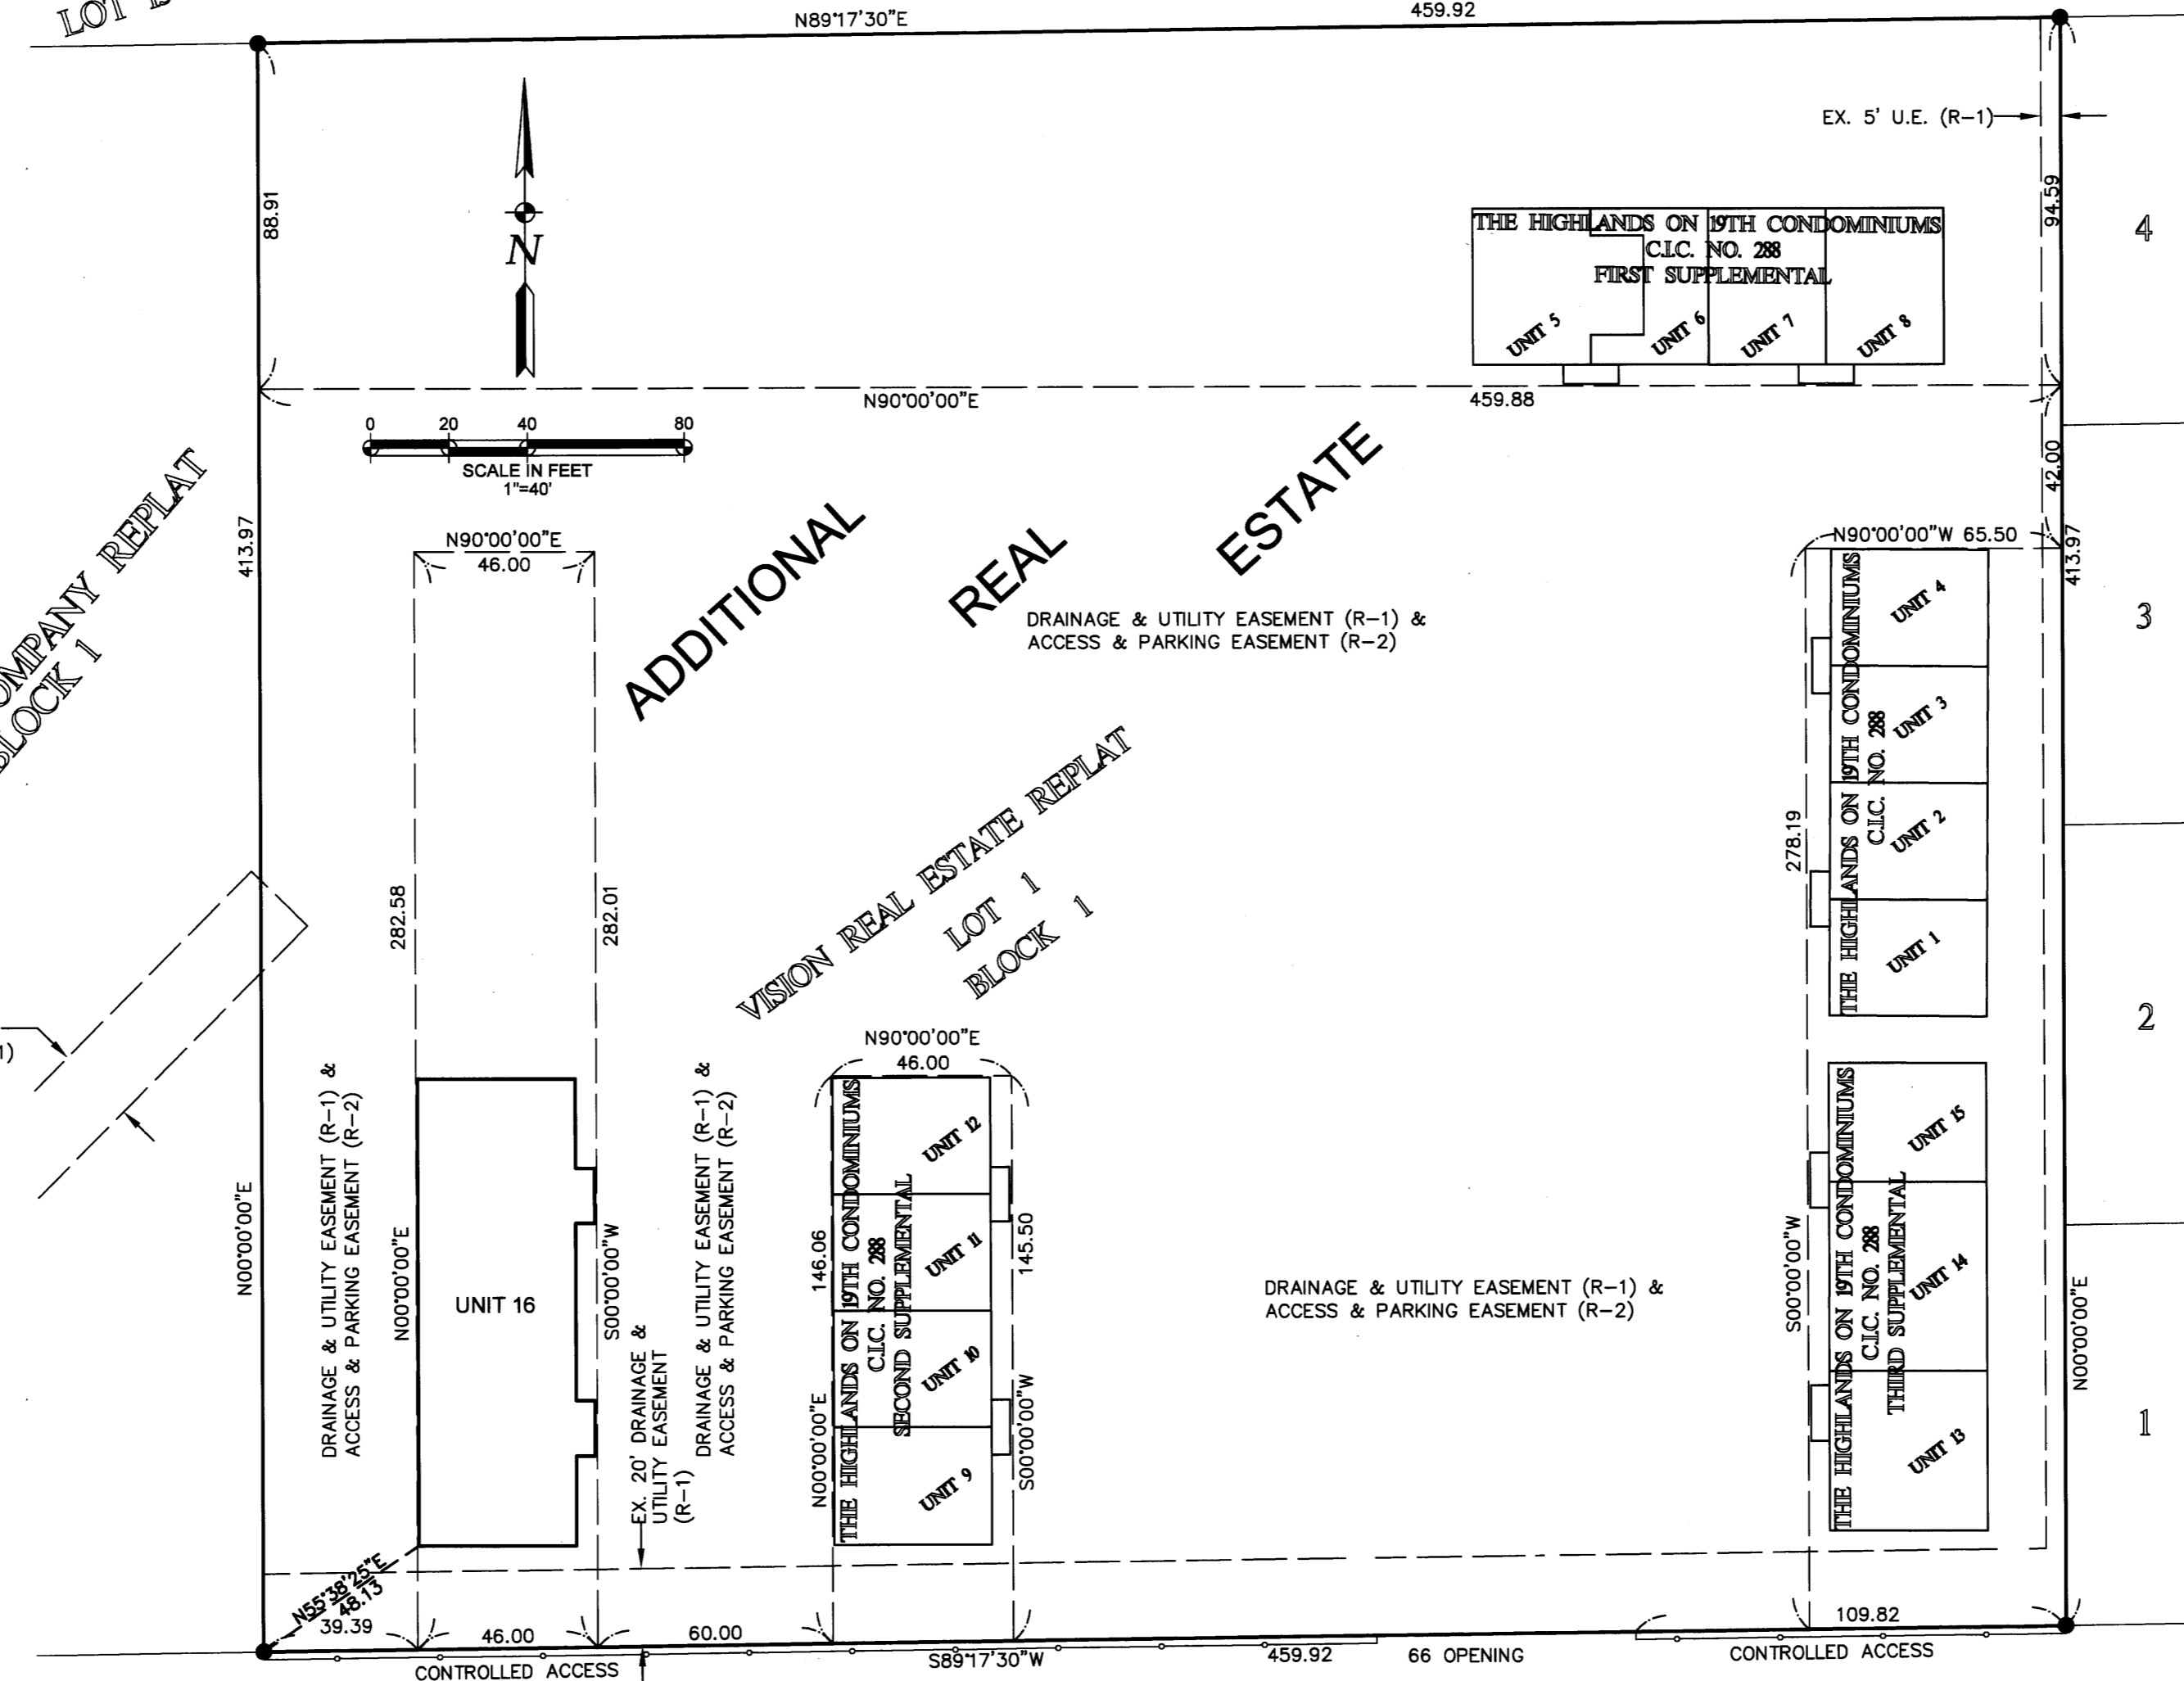 N89°17'30"E
459.92
EX. 5' U.E. (R-1)
88.91
94.59
N
4
THE HIGHLANDS ON 19TH CONDOMINIUMS
C.I.C. NO. 288
FIRST SUPPLEMENTAL
UNIT 5
UNIT 6
UNIT 7
UNIT 8
N90°00'00"E
459.88
0 20 40 80
SCALE IN FEET
1"=40'
42.00
413.97
413.97
REPLAT
BLOCK 1
N90°00'00"E
46.00
N90°00'00"W 65.50
ADDITIONAL REAL ESTATE
DRAINAGE & UTILITY EASEMENT (R-1) &
ACCESS & PARKING EASEMENT (R-2)
3
THE HIGHLANDS ON 19TH CONDOMINIUMS
C.I.C. NO. 288
UNIT 4
UNIT 3
UNIT 2
UNIT 1
278.19
VISION REAL ESTATE REPLAT
LOT 1
BLOCK 1
282.58
282.01
2
N90°00'00"E
46.00
DRAINAGE & UTILITY EASEMENT (R-1) &
ACCESS & PARKING EASEMENT (R-2)
N00°00'00"E
N00°00'00"E
UNIT 16
S00°00'00"W
EX. 20' DRAINAGE &
UTILITY EASEMENT
(R-1)
DRAINAGE & UTILITY EASEMENT (R-1) &
ACCESS & PARKING EASEMENT (R-2)
146.06
N00°00'00"E
THE HIGHLANDS ON 19TH CONDOMINIUMS
C.I.C. NO. 288
SECOND SUPPLEMENTAL
UNIT 12
UNIT 11
UNIT 10
UNIT 9
145.50
S00°00'00"W
DRAINAGE & UTILITY EASEMENT (R-1) &
ACCESS & PARKING EASEMENT (R-2)
S00°00'00"W
THE HIGHLANDS ON 19TH CONDOMINIUMS
C.I.C. NO. 288
THIRD SUPPLEMENTAL
UNIT 15
UNIT 14
UNIT 13
N00°00'00"E
1
N55°38'25"E
48.13
39.39
46.00
60.00
109.82
CONTROLLED ACCESS
S89°17'30"W
459.92
66 OPENING
CONTROLLED ACCESS